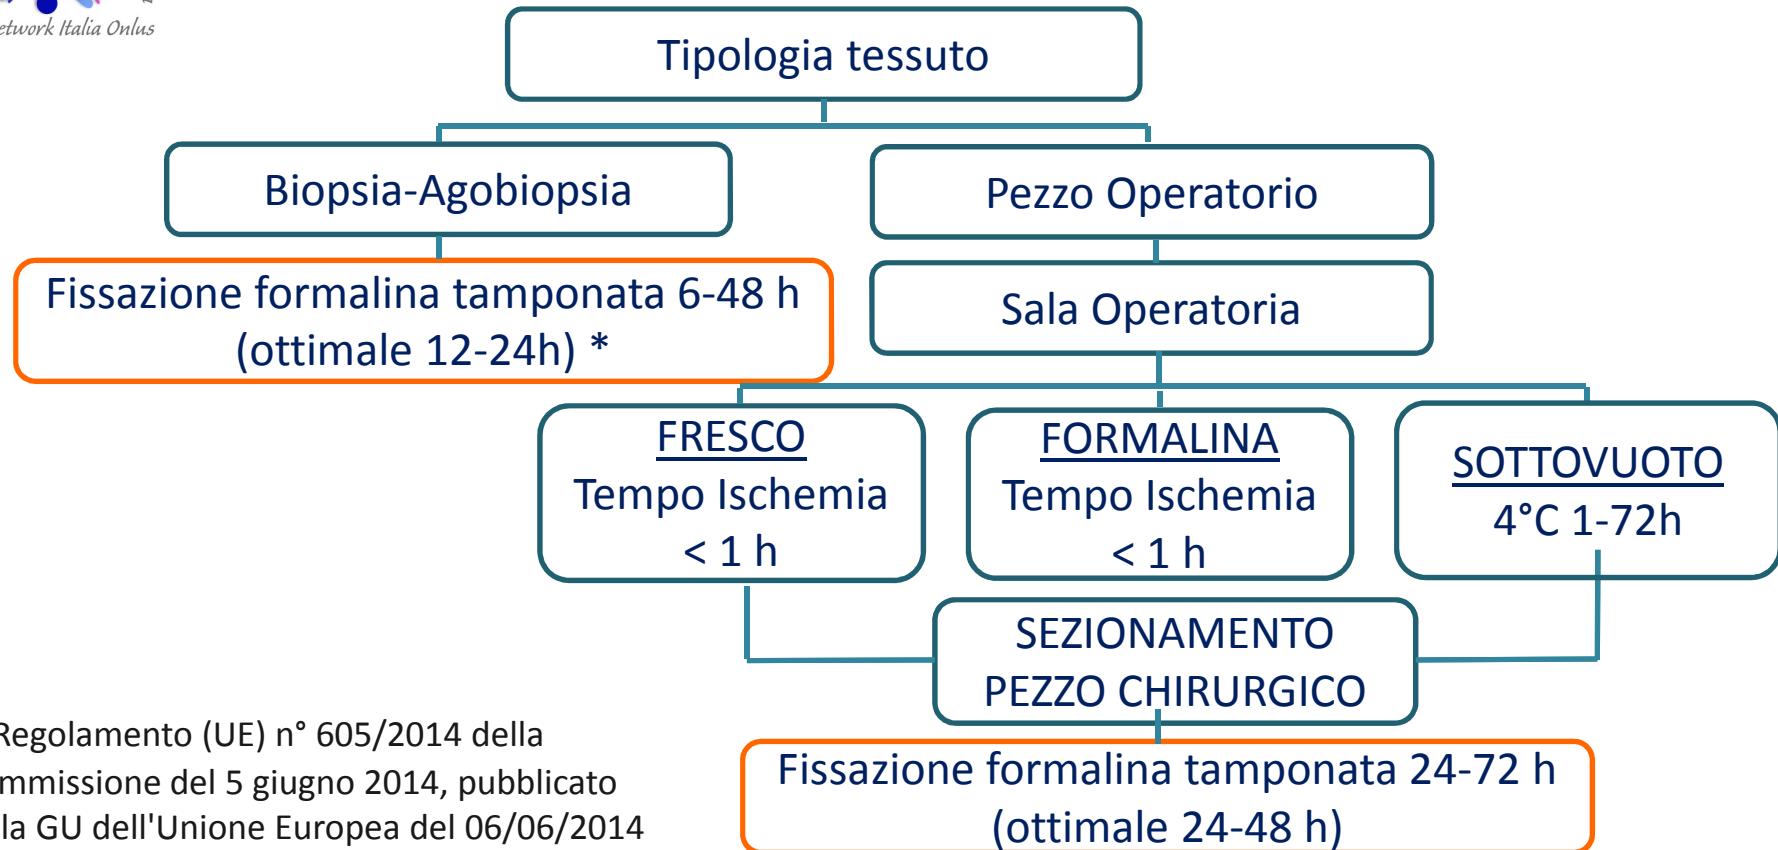 etwork Italia Onlus
Tipologia tessuto
Biopsia-Agobiopsia
Pezzo Operatorio
Fissazione formalina tamponata 6-48 h
(ottimale 12-24h) *
Sala Operatoria
FRESCO
Tempo Ischemia
< 1 h
FORMALINA
Tempo Ischemia
< 1 h
SOTTOVUOTO
4°C 1-72h
SEZIONAMENTO
PEZZO CHIRURGICO
Fissazione formalina tamponata 24-72 h
(ottimale 24-48 h)
Regolamento (UE) n° 605/2014 della
mmissione del 5 giugno 2014, pubblicato
la GU dell'Unione Europea del 06/06/2014